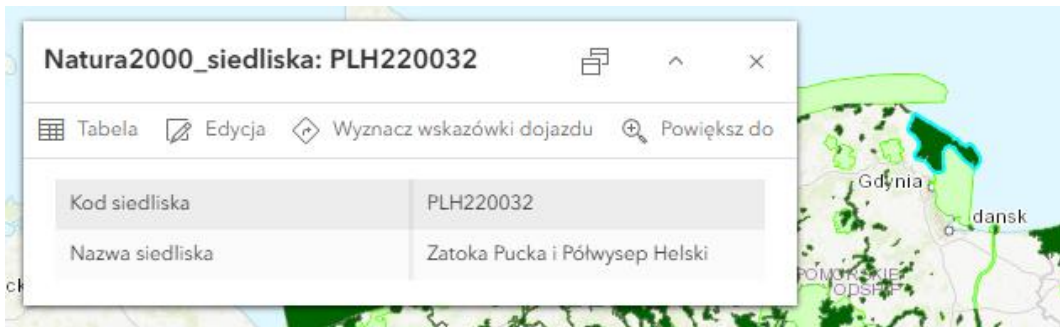 Natura2000_siedliska: PLH220032
Tabela Edycja Wyznacz wskazówki dojazdu Powiększ do
Kod siedliska PLH220032
Nazwa siedliska Zatoka Pucka i Półwysep Helski
Gdynia
dansk